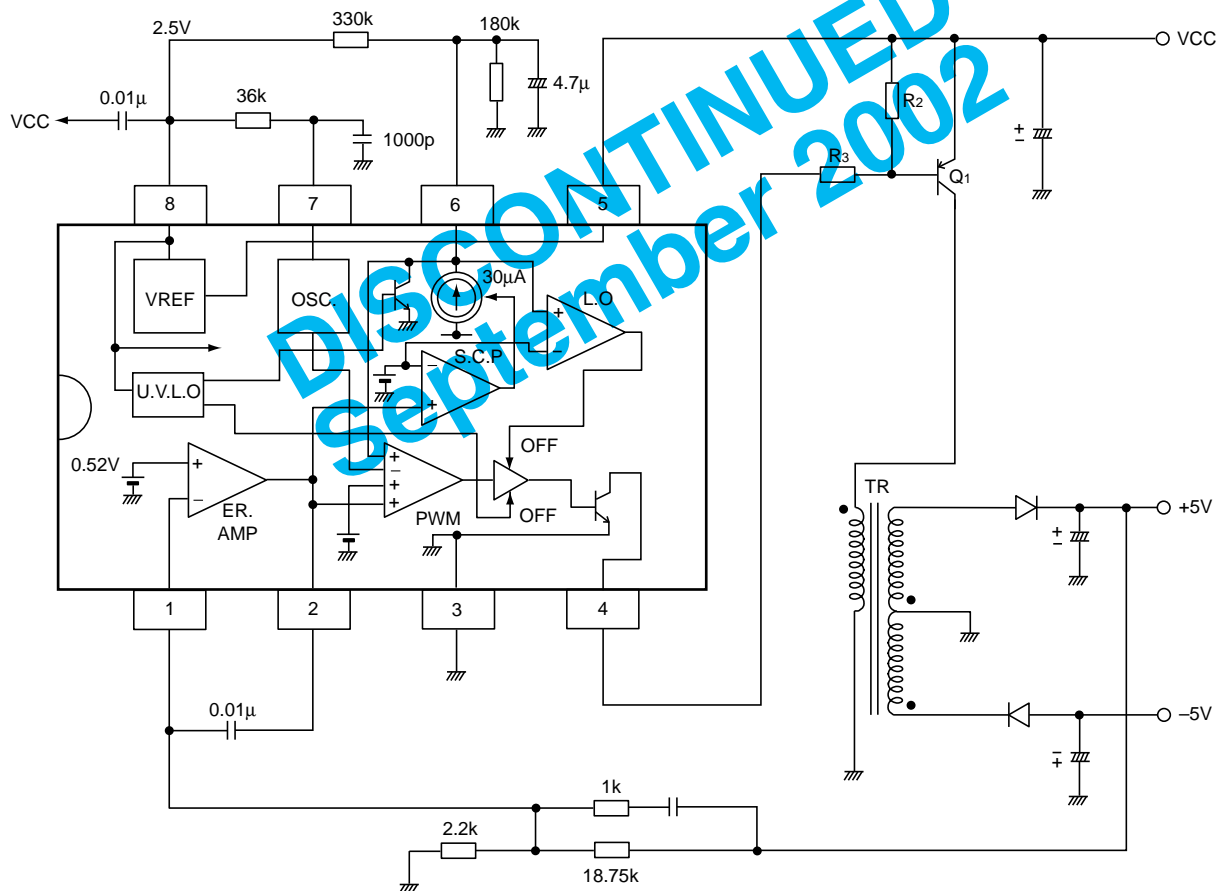 2.5V
330k
180k
4.7μ
VCC
0.01μ
36k
1000p
VCC
R2
R3
Q1
+
−
8
7
6
5
VREF
OSC.
30μA
L.O
+
−
S.C.P
−
+
U.V.L.O
0.52V
+
−
ER.
AMP
+
−
+
+
PWM
OFF
OFF
1
2
3
4
TR
+5V
+
−
–5V
−
+
0.01μ
1k
2.2k
18.75k
DISCONTINUED
September 2002